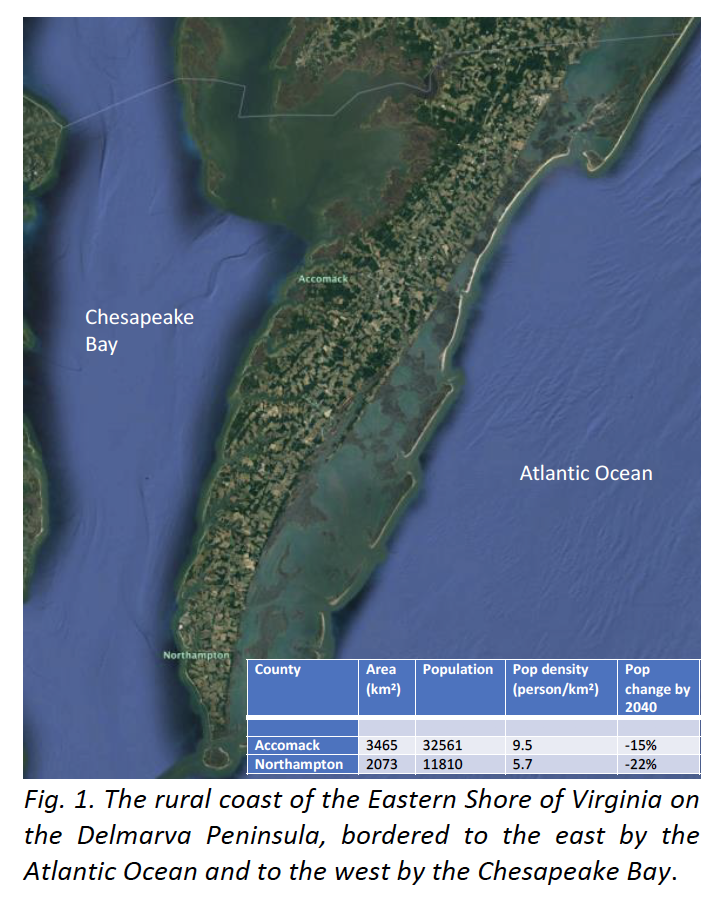 Accomack
Chesapeake
Bay
Atlantic Ocean
Northampton
County Area Population Pop density Pop
(km²) (person/km²) change by
2040
Accomack 3465 32561 9.5 -15%
Northampton 2073 11810 5.7 -22%
Fig. 1. The rural coast of the Eastern Shore of Virginia on
the Delmarva Peninsula, bordered to the east by the
Atlantic Ocean and to the west by the Chesapeake Bay.